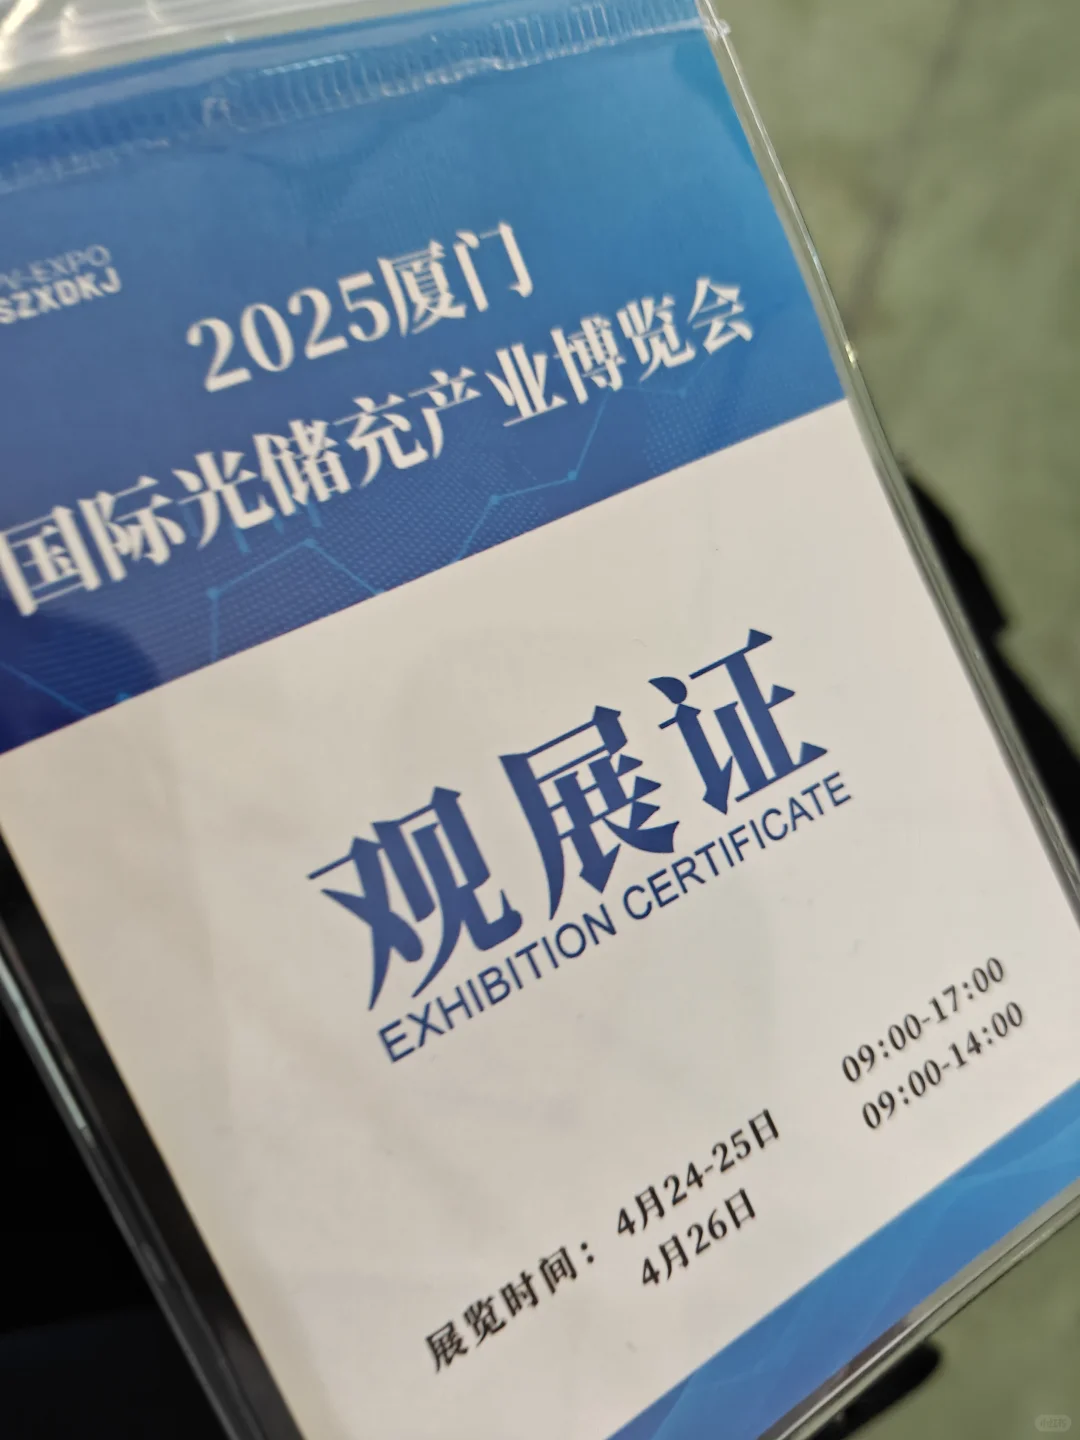 V-EXPO
SZXDKJ
2025厦门
国际光储充产业博览会
观展证
EXHIBITION CERTIFICATE
展览时间：4月24-25日 09:00-17:00
4月26日 09:00-14:00